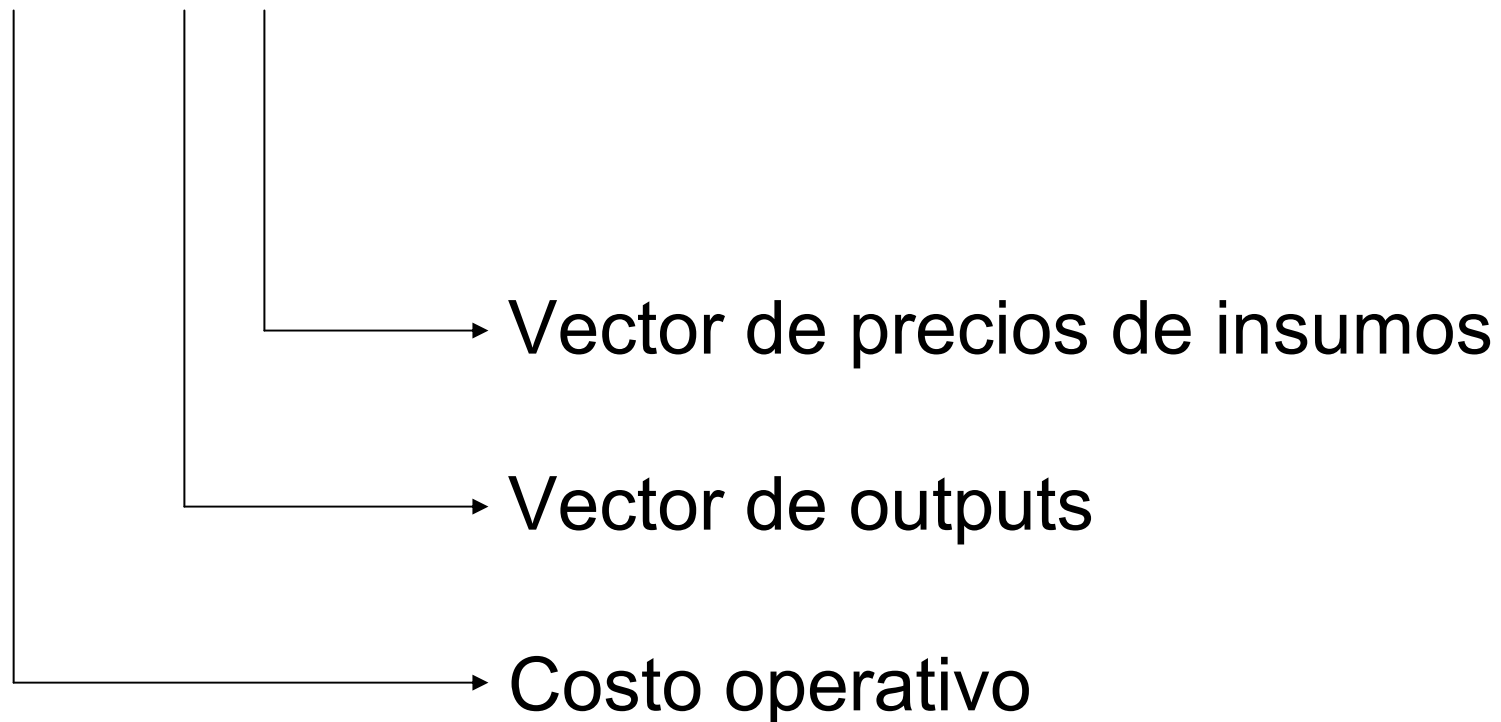 Vector de precios de insumos
Vector de outputs
Costo operativo